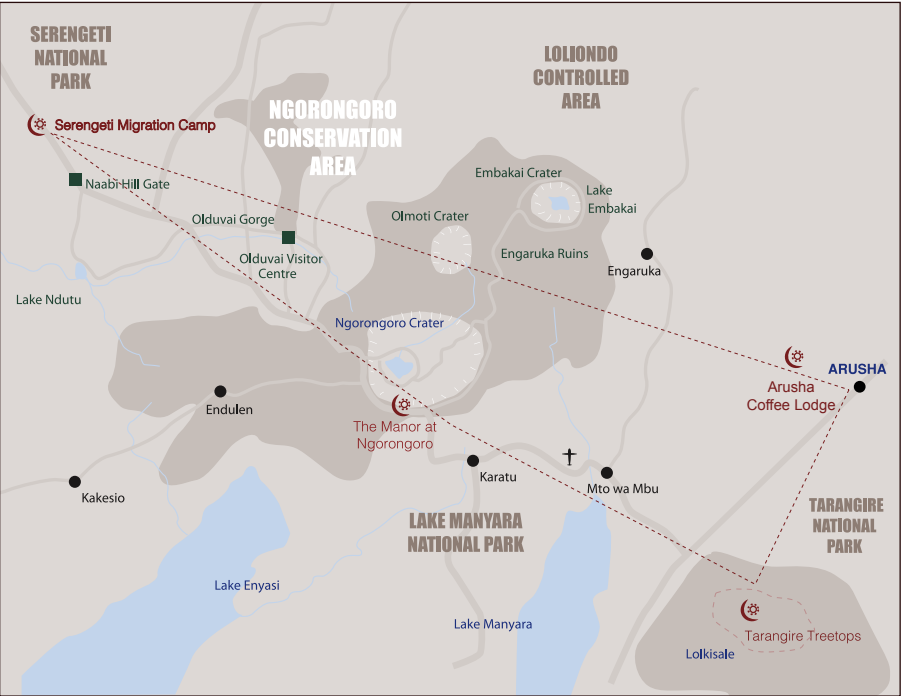 SERENGETI
NATIONAL
PARK
LOLIONDO
CONTROLLED
AREA
NGORONGORO
CONSERVATION
AREA
Serengeti Migration Camp
Naabi Hill Gate
Embakai Crater
Lake
Embakai
Olduvai Gorge
Olmoti Crater
Olduvai Visitor
Centre
Engaruka Ruins
Engaruka
Lake Ndutu
Ngorongoro Crater
ARUSHA
Arusha
Coffee Lodge
Endulen
The Manor at
Ngorongoro
Karatu
Mto wa Mbu
Kakesio
TARANGIRE
NATIONAL
PARK
LAKE MANYARA
NATIONAL PARK
Lake Enyasi
Lake Manyara
Tarangire Treetops
Lolkisale